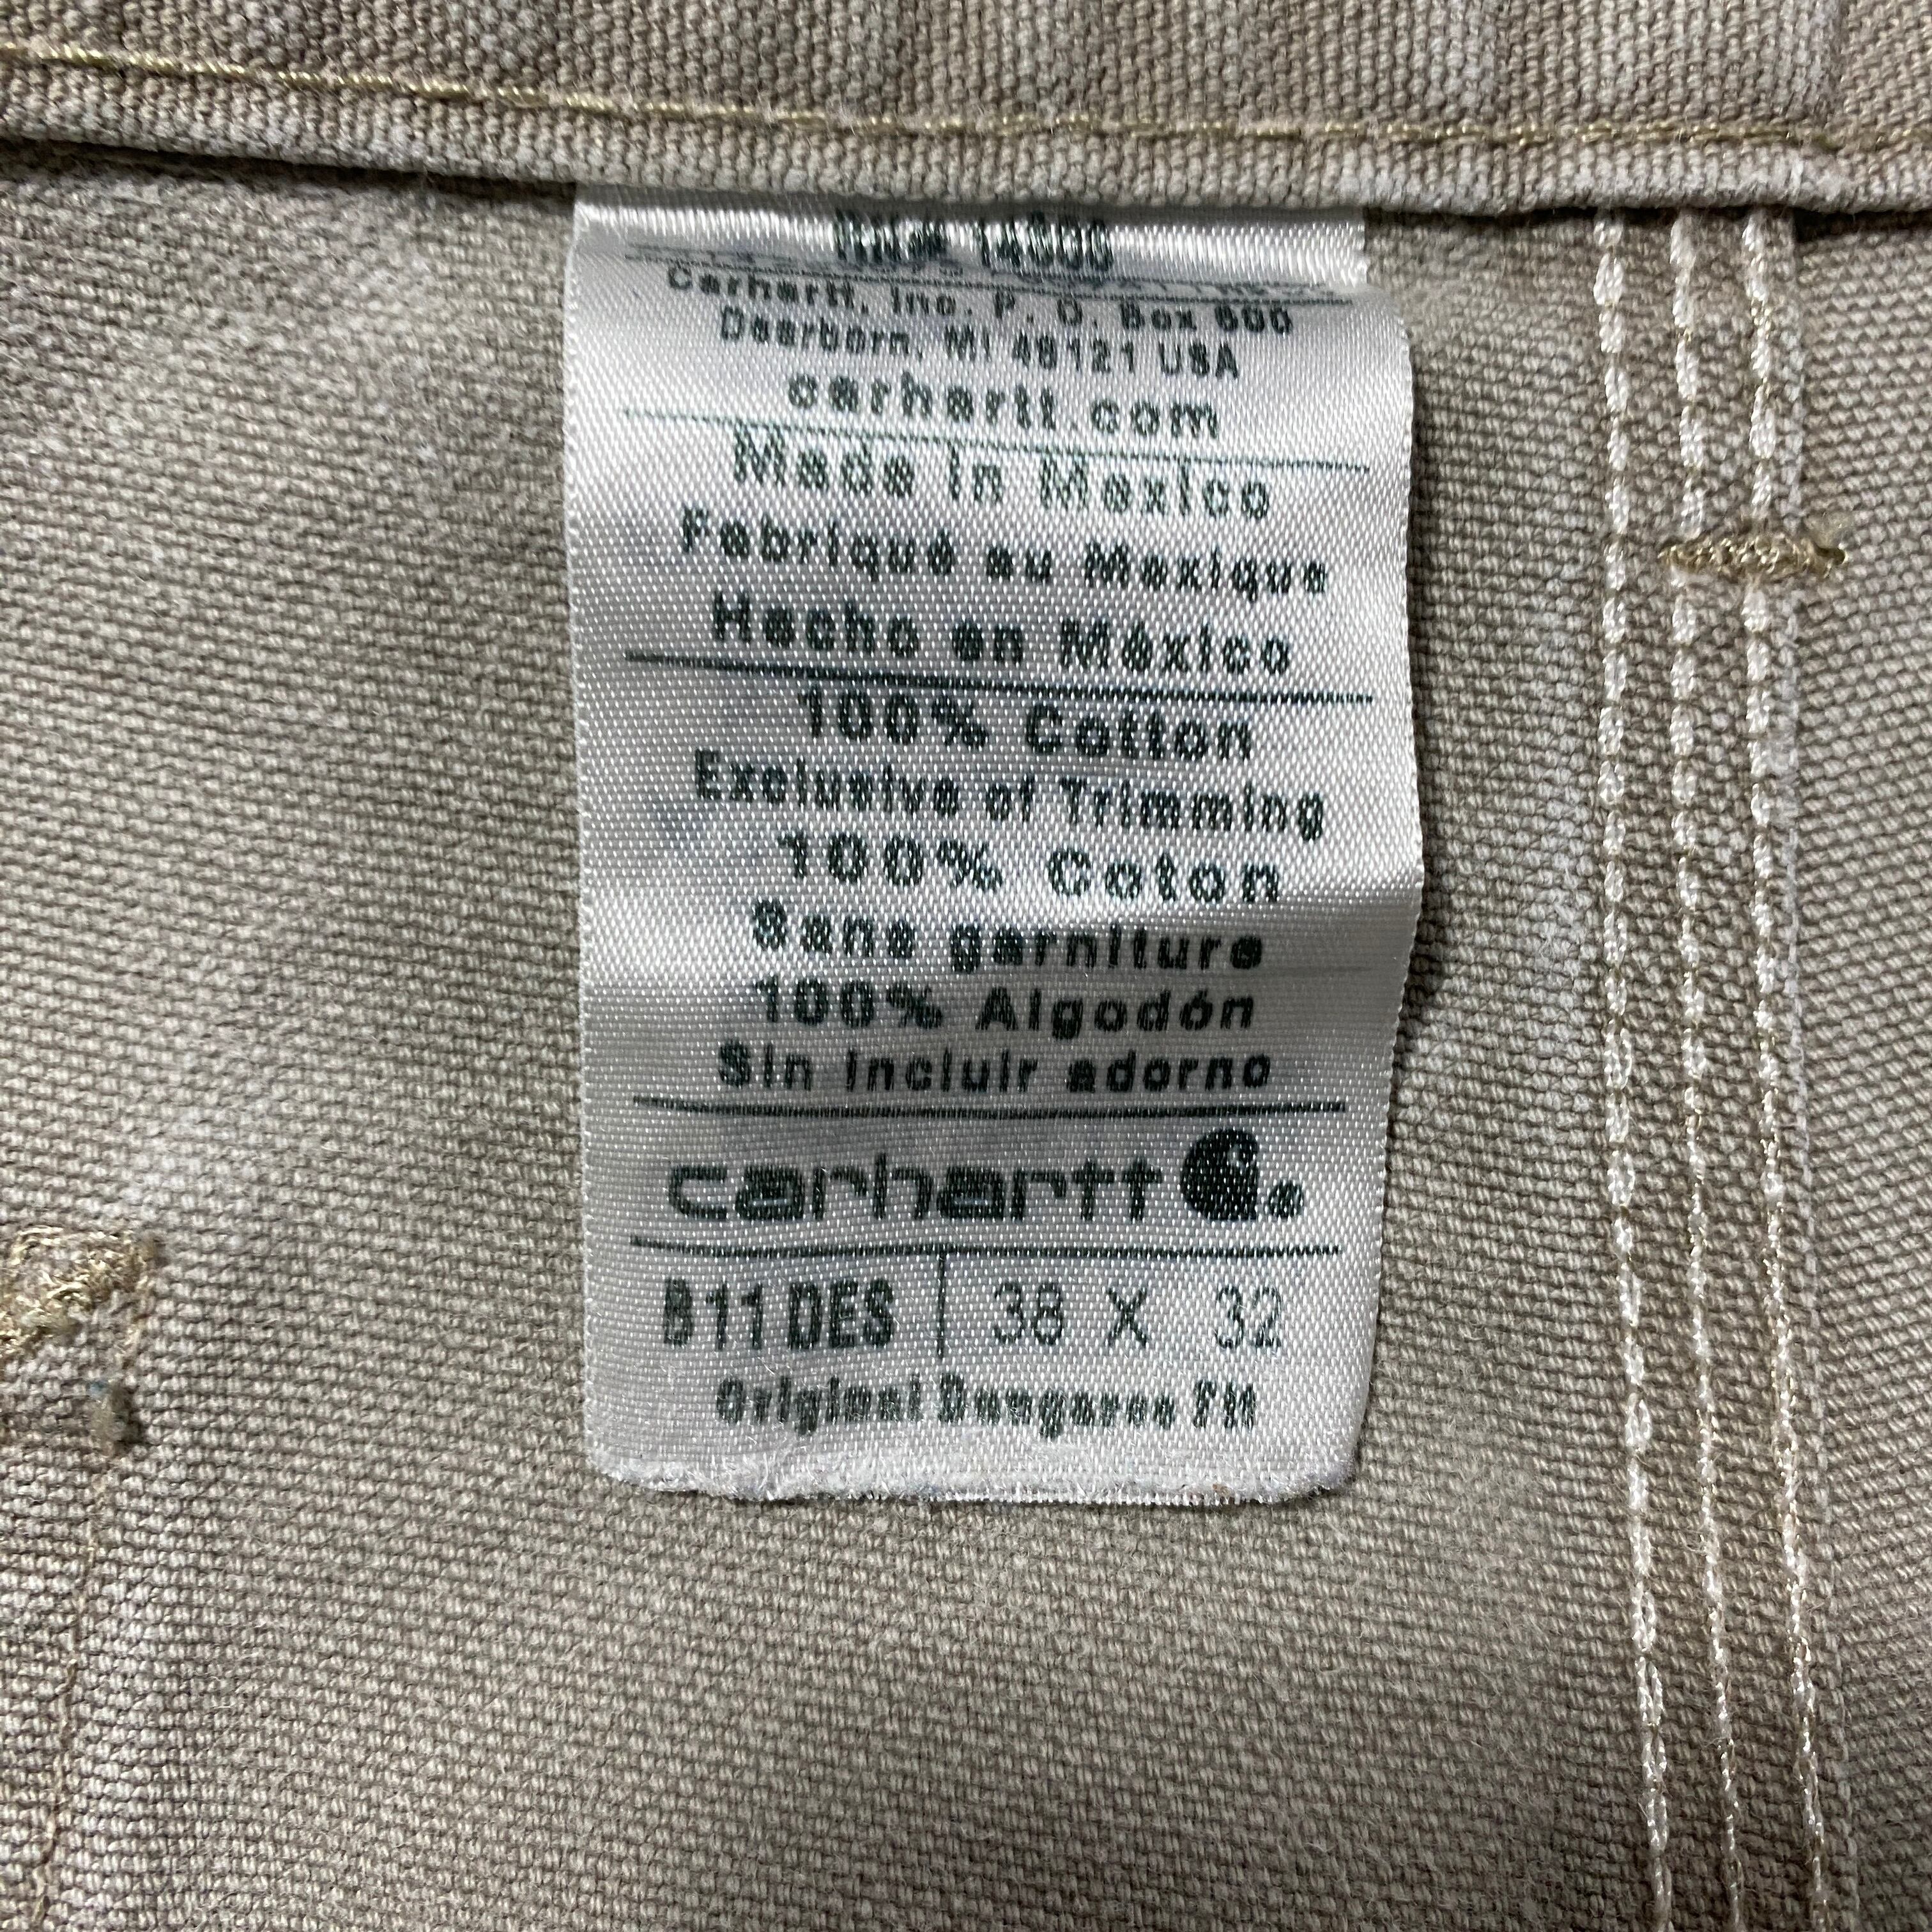 RN# 14806
Carhartt, Inc. P. O. Box 600
Dearborn, MI 48121 USA
carhartt.com
Made in Mexico
Fabriqué au Mexique
Hecho en México
100% Cotton
Exclusive of Trimming
100% Coton
Sans garniture
100% Algodón
Sin incluir adorno
carhartt ®
B11 DES | 38 X 32
Original Dungaree Fit